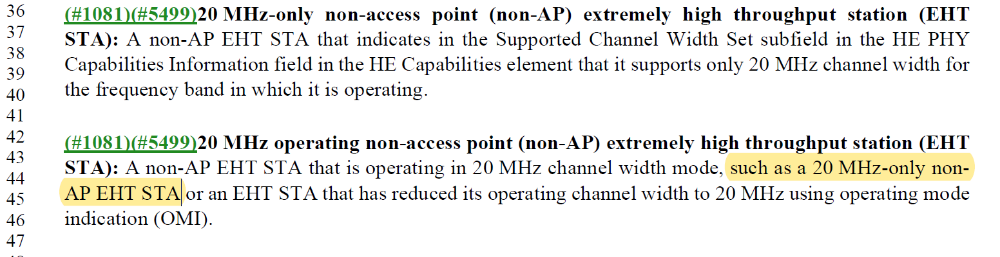 36 (#1081)(#5499)20 MHz-only non-access point (non-AP) extremely high throughput station (EHT
37 STA): A non-AP EHT STA that indicates in the Supported Channel Width Set subfield in the HE PHY
38 Capabilities Information field in the HE Capabilities element that it supports only 20 MHz channel width for
39 the frequency band in which it is operating.
40
41
42 (#1081)(#5499)20 MHz operating non-access point (non-AP) extremely high throughput station (EHT
43 STA): A non-AP EHT STA that is operating in 20 MHz channel width mode, such as a 20 MHz-only non-
44 AP EHT STA or an EHT STA that has reduced its operating channel width to 20 MHz using operating mode
45 indication (OMI).
46
47